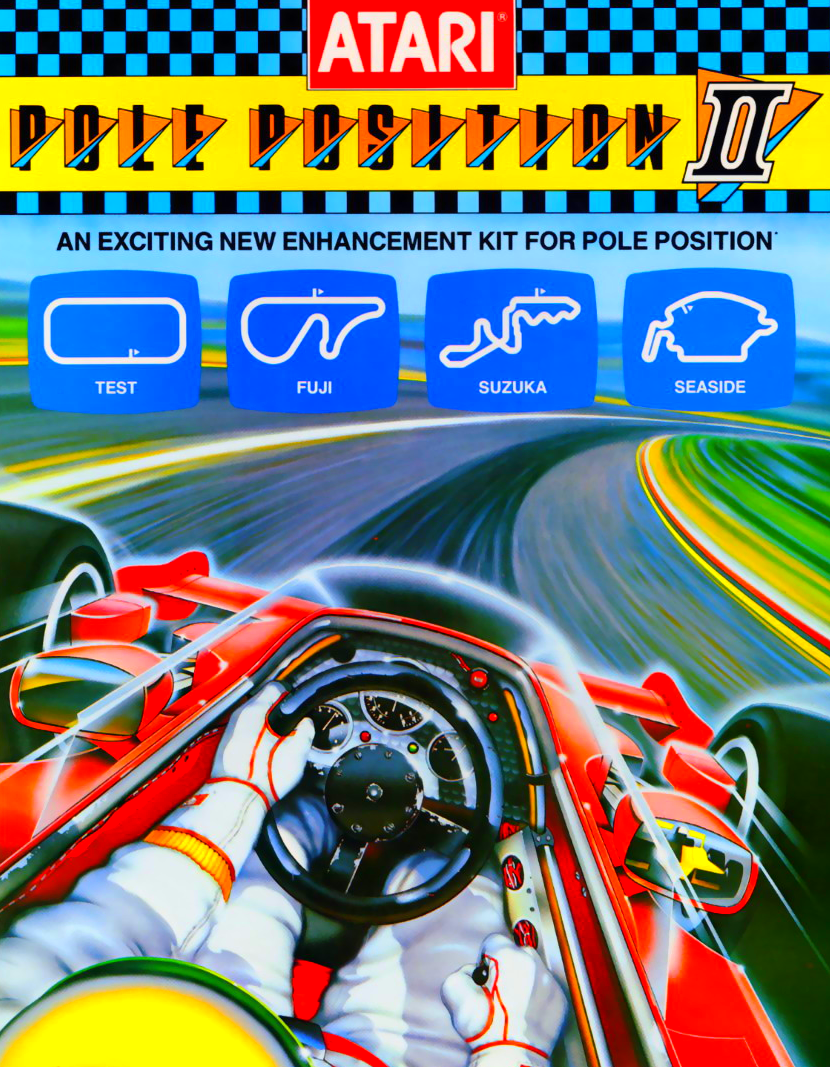 ATARI®
POLE POSITION II
AN EXCITING NEW ENHANCEMENT KIT FOR POLE POSITION
TEST
FUJI
SUZUKA
SEASIDE